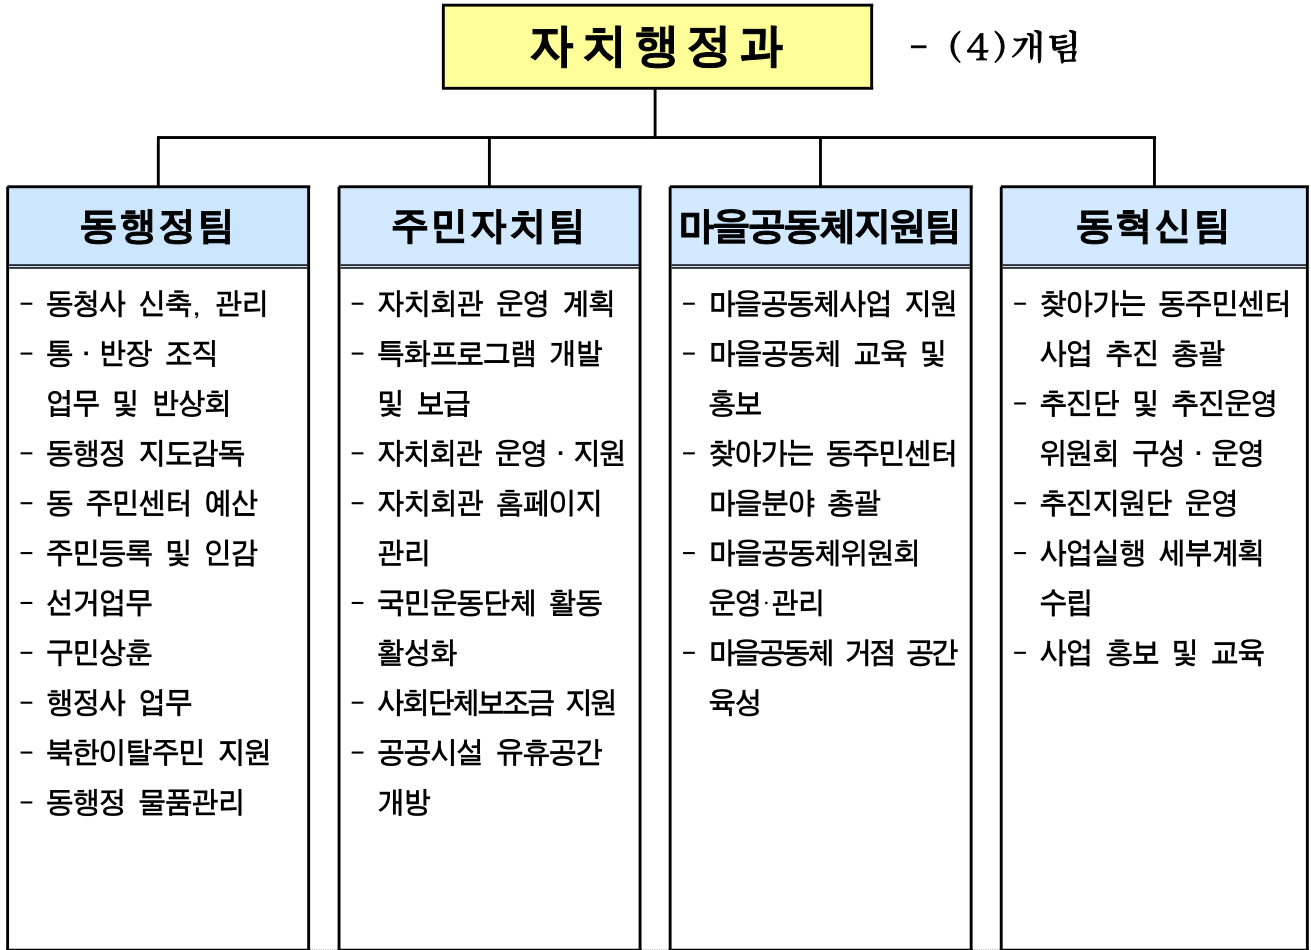 자치행정과
- (4)개팀
동행정팀
- 동청사 신축, 관리
- 통·반장 조직
업무 및 반상회
- 동행정 지도감독
- 동 주민센터 예산
- 주민등록 및 인감
- 선거업무
- 구민상훈
- 행정사 업무
- 북한이탈주민 지원
- 동행정 물품관리
주민자치팀
- 자치회관 운영 계획
- 특화프로그램 개발
및 보급
- 자치회관 운영·지원
- 자치회관 홈페이지
관리
- 국민운동단체 활동
활성화
- 사회단체보조금 지원
- 공공시설 유휴공간
개방
마을공동체지원팀
- 마을공동체사업 지원
- 마을공동체 교육 및
홍보
- 찾아가는 동주민센터
마을분야 총괄
- 마을공동체위원회
운영·관리
- 마을공동체 거점 공간
육성
동혁신팀
- 찾아가는 동주민센터
사업 추진 총괄
- 추진단 및 추진운영
위원회 구성·운영
- 추진지원단 운영
- 사업실행 세부계획
수립
- 사업 홍보 및 교육